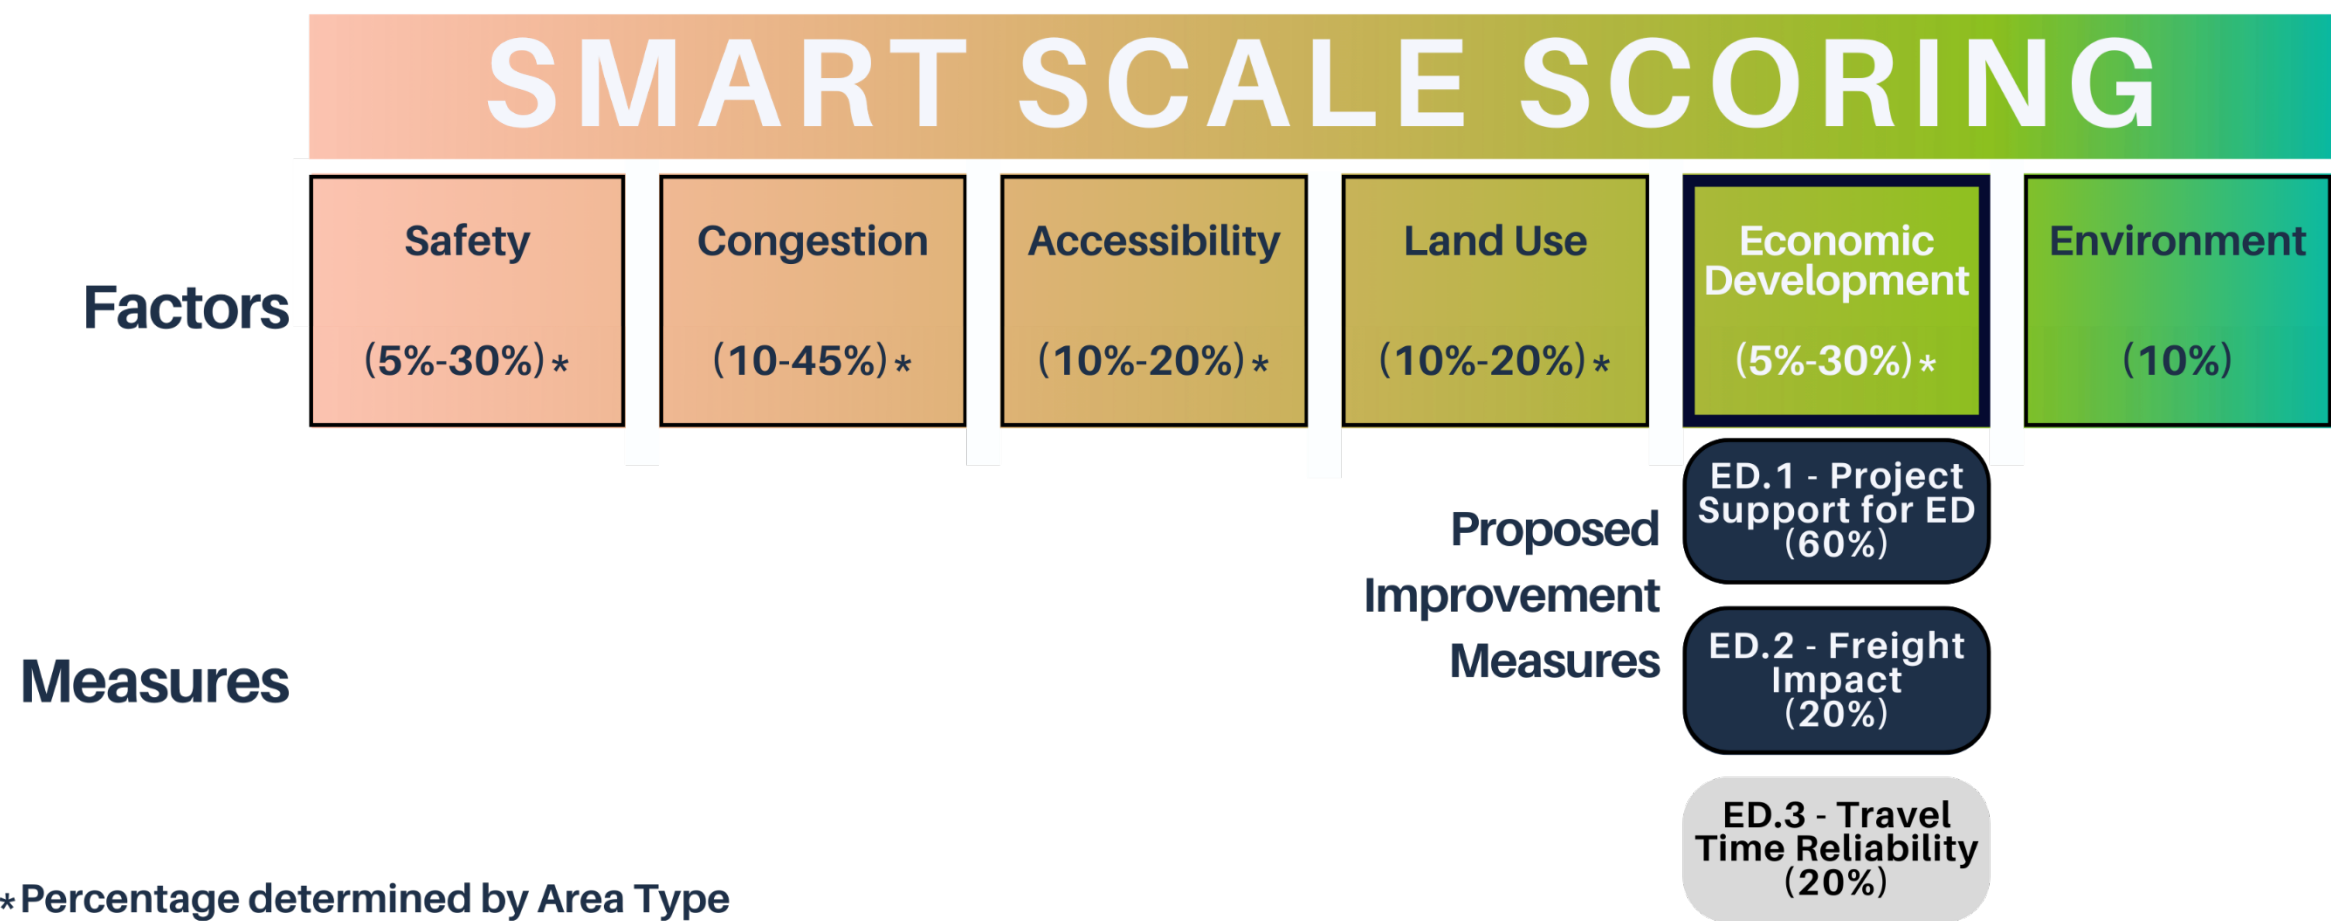 SMART SCALE SCORING
Factors
Safety
(5%-30%)*
Congestion
(10-45%)*
Accessibility
(10%-20%)*
Land Use
(10%-20%)*
Economic
Development
(5%-30%)*
Environment
(10%)
Measures
Proposed
Improvement
Measures
ED.1 - Project
Support for ED
(60%)
ED.2 - Freight
Impact
(20%)
ED.3 - Travel
Time Reliability
(20%)
*Percentage determined by Area Type